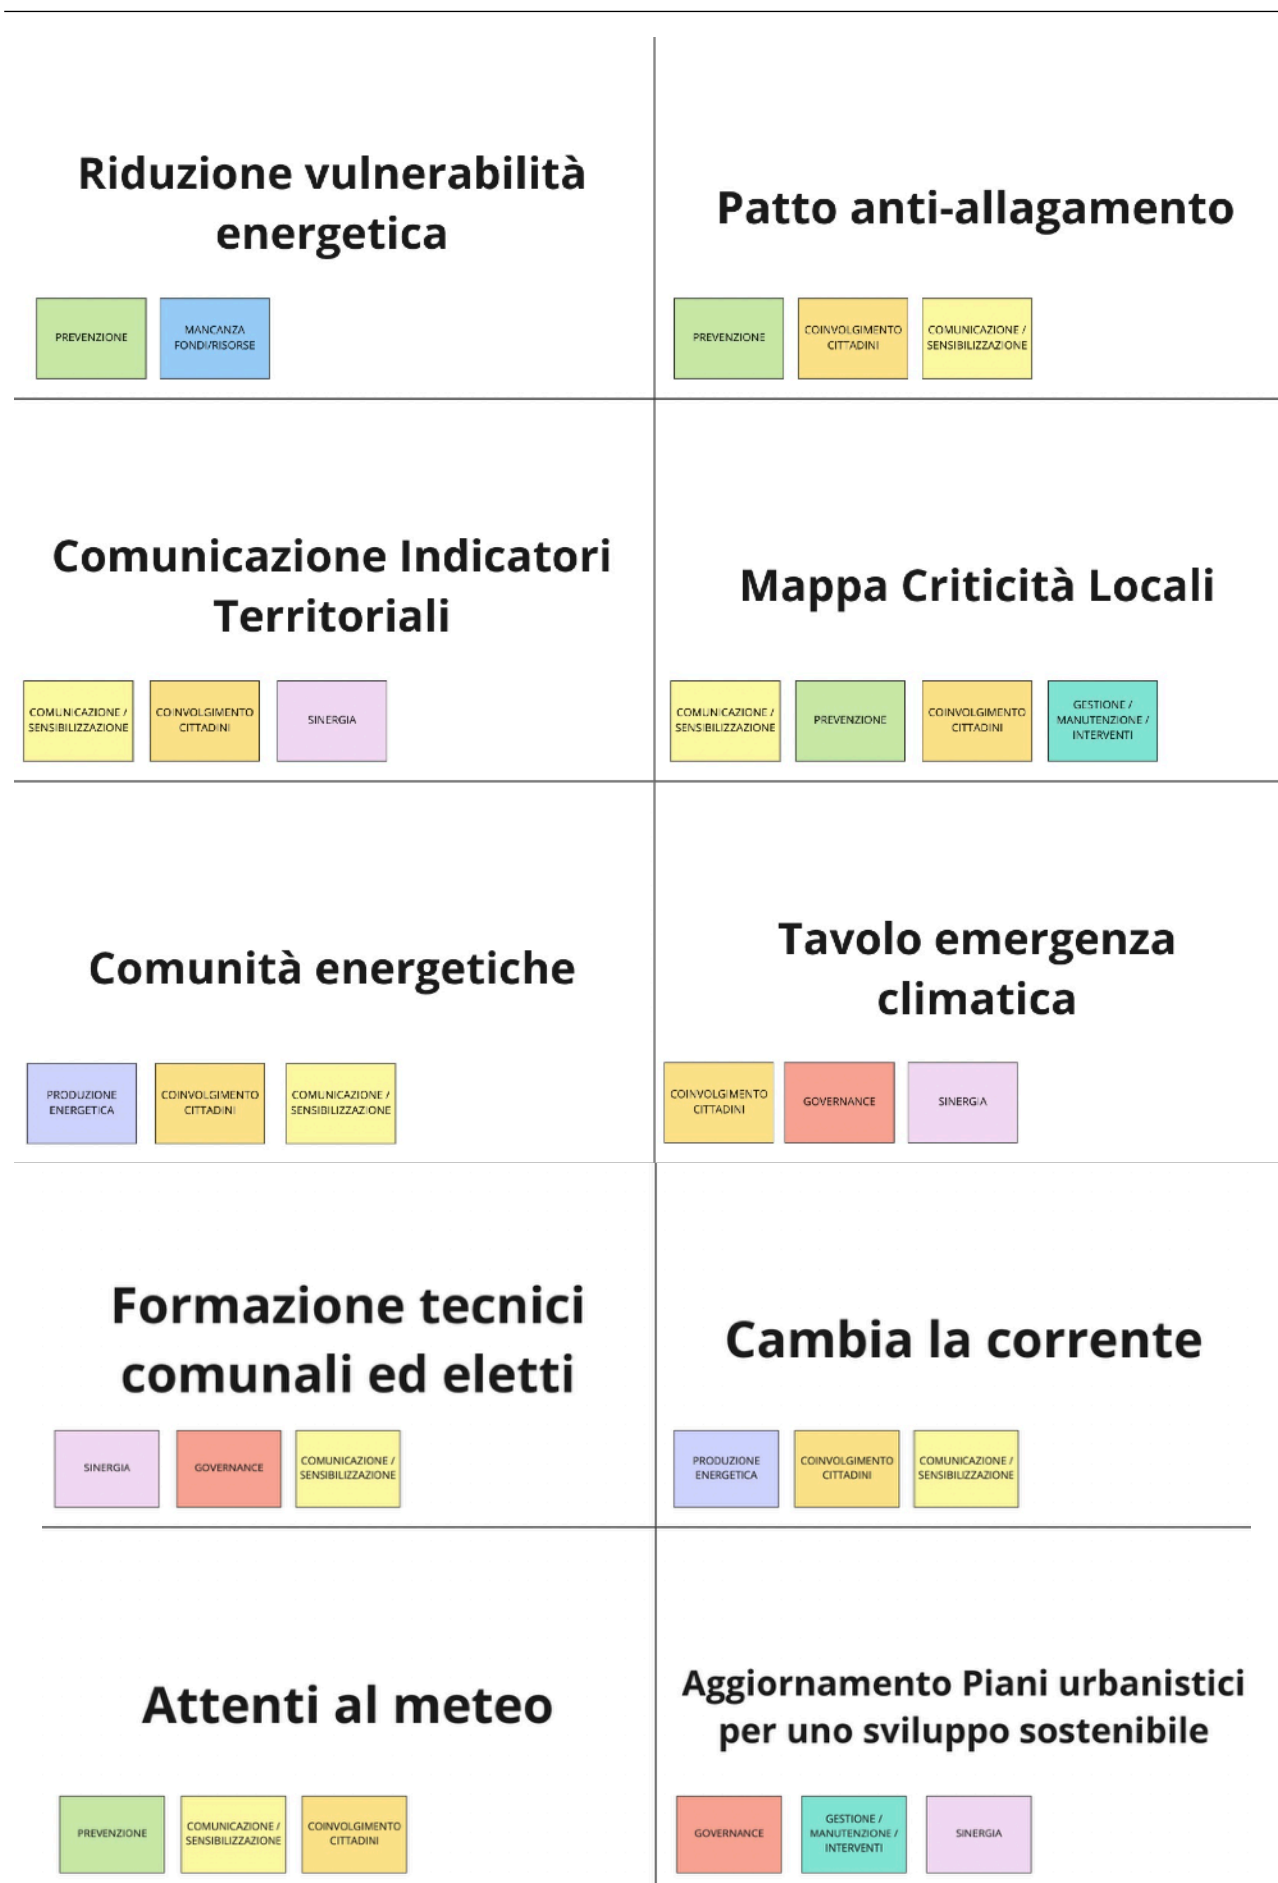 Riduzione vulnerabilità
energetica
PREVENZIONE
MANCANZA
FONDI/RISORSE
Patto anti-allagamento
PREVENZIONE
COINVOLGIMENTO
CITTADINI
COMUNICAZIONE /
SENSIBILIZZAZIONE
Comunicazione Indicatori
Territoriali
COMUNICAZIONE /
SENSIBILIZZAZIONE
COINVOLGIMENTO
CITTADINI
SINERGIA
Mappa Criticità Locali
COMUNICAZIONE /
SENSIBILIZZAZIONE
PREVENZIONE
COINVOLGIMENTO
CITTADINI
GESTIONE /
MANUTENZIONE /
INTERVENTI
Comunità energetiche
PRODUZIONE
ENERGETICA
COINVOLGIMENTO
CITTADINI
COMUNICAZIONE /
SENSIBILIZZAZIONE
Tavolo emergenza
climatica
COINVOLGIMENTO
CITTADINI
GOVERNANCE
SINERGIA
Formazione tecnici
comunali ed eletti
SINERGIA
GOVERNANCE
COMUNICAZIONE /
SENSIBILIZZAZIONE
Cambia la corrente
PRODUZIONE
ENERGETICA
COINVOLGIMENTO
CITTADINI
COMUNICAZIONE /
SENSIBILIZZAZIONE
Attenti al meteo
PREVENZIONE
COMUNICAZIONE /
SENSIBILIZZAZIONE
COINVOLGIMENTO
CITTADINI
Aggiornamento Piani urbanistici
per uno sviluppo sostenibile
GOVERNANCE
GESTIONE /
MANUTENZIONE /
INTERVENTI
SINERGIA